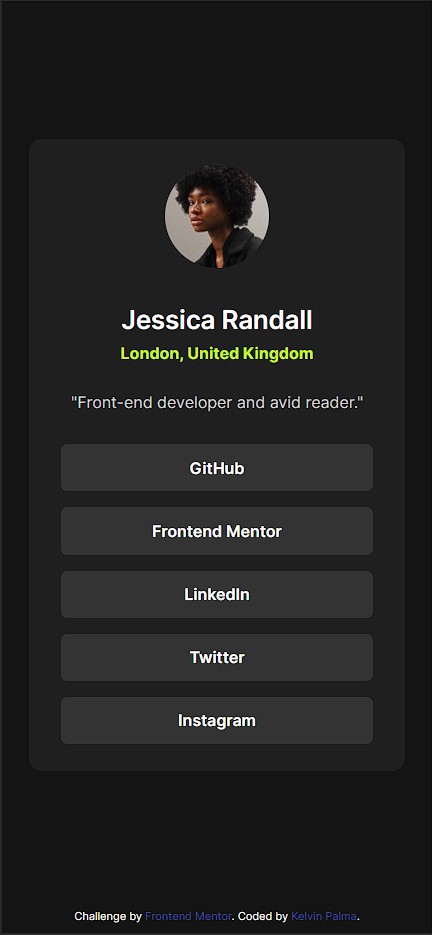 Jessica Randall
London, United Kingdom
"Front-end developer and avid reader."
GitHub
Frontend Mentor
LinkedIn
Twitter
Instagram
Challenge by Frontend Mentor. Coded by Kelvin Palma.